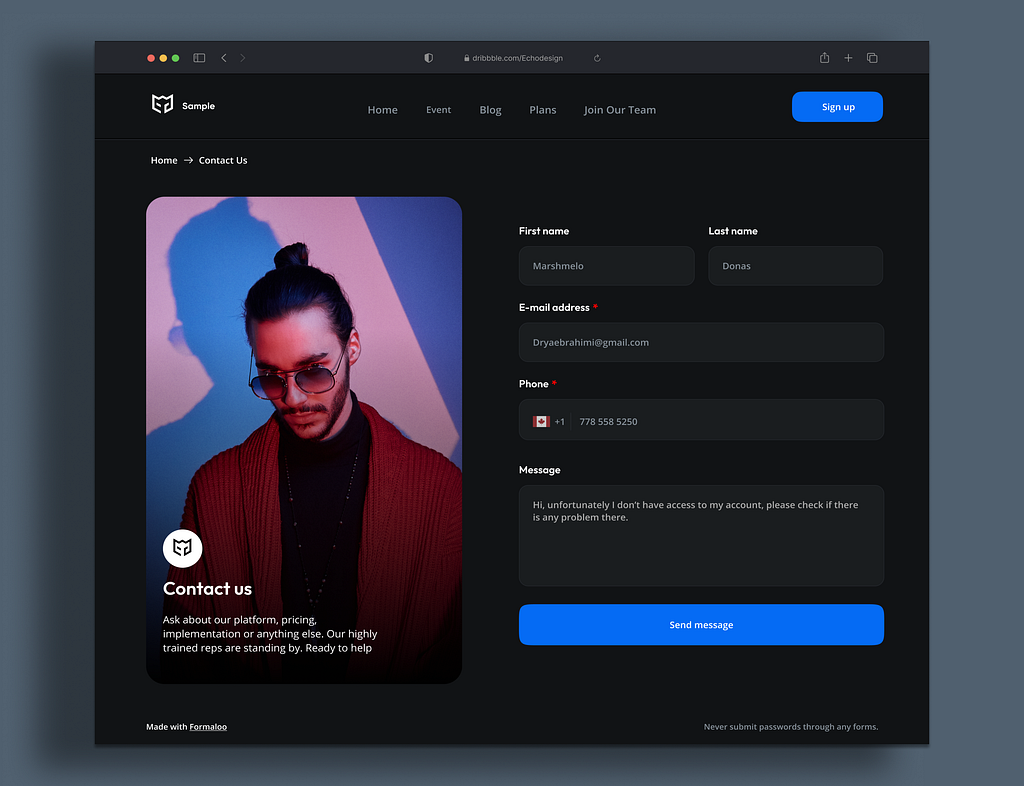 dribbble.com/Echodesign
Sample
Home
Event
Blog
Plans
Join Our Team
Sign up
Home → Contact Us
First name
Last name
Marshmelo
Donas
E-mail address *
Dryaebrahimi@gmail.com
Phone *
+1
778 558 5250
Message
Hi, unfortunately I don't have access to my account, please check if there
is any problem there.
Send message
Contact us
Ask about our platform, pricing,
implementation or anything else. Our highly
trained reps are standing by. Ready to help
Made with Formaloo
Never submit passwords through any forms.